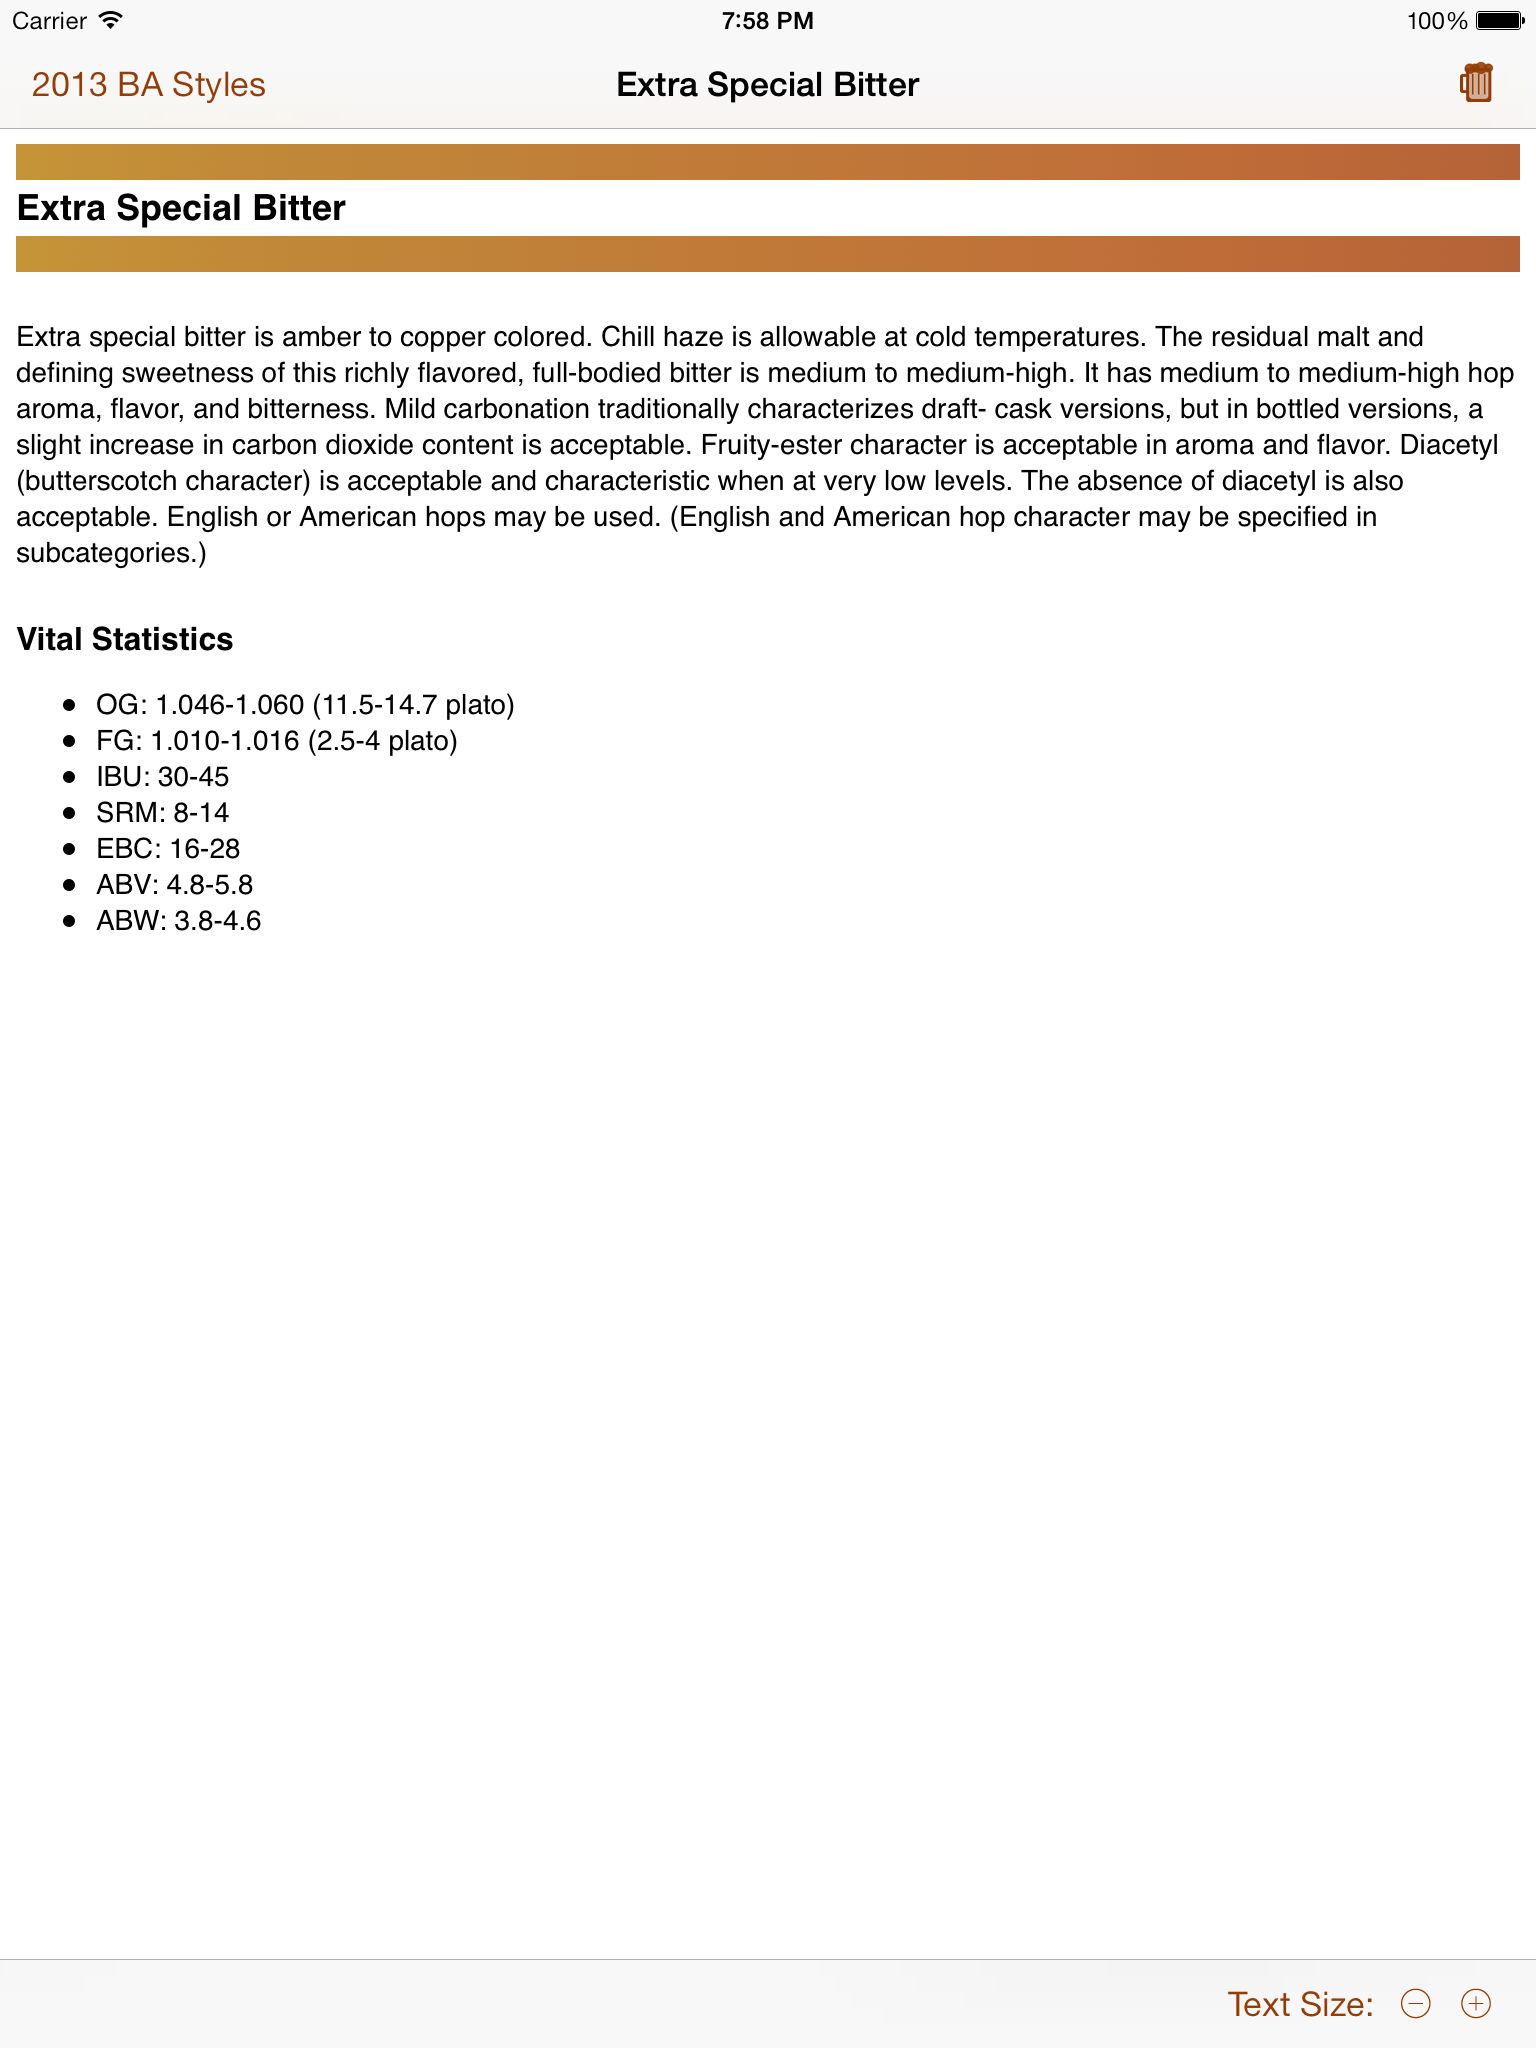 Carrier 7:58 PM 100%
2013 BA Styles Extra Special Bitter
Extra Special Bitter
Extra special bitter is amber to copper colored. Chill haze is allowable at cold temperatures. The residual malt and
defining sweetness of this richly flavored, full-bodied bitter is medium to medium-high. It has medium to medium-high hop
aroma, flavor, and bitterness. Mild carbonation traditionally characterizes draft- cask versions, but in bottled versions, a
slight increase in carbon dioxide content is acceptable. Fruity-ester character is acceptable in aroma and flavor. Diacetyl
(butterscotch character) is acceptable and characteristic when at very low levels. The absence of diacetyl is also
acceptable. English or American hops may be used. (English and American hop character may be specified in
subcategories.)
Vital Statistics
• OG: 1.046-1.060 (11.5-14.7 plato)
• FG: 1.010-1.016 (2.5-4 plato)
• IBU: 30-45
• SRM: 8-14
• EBC: 16-28
• ABV: 4.8-5.8
• ABW: 3.8-4.6
Text Size: